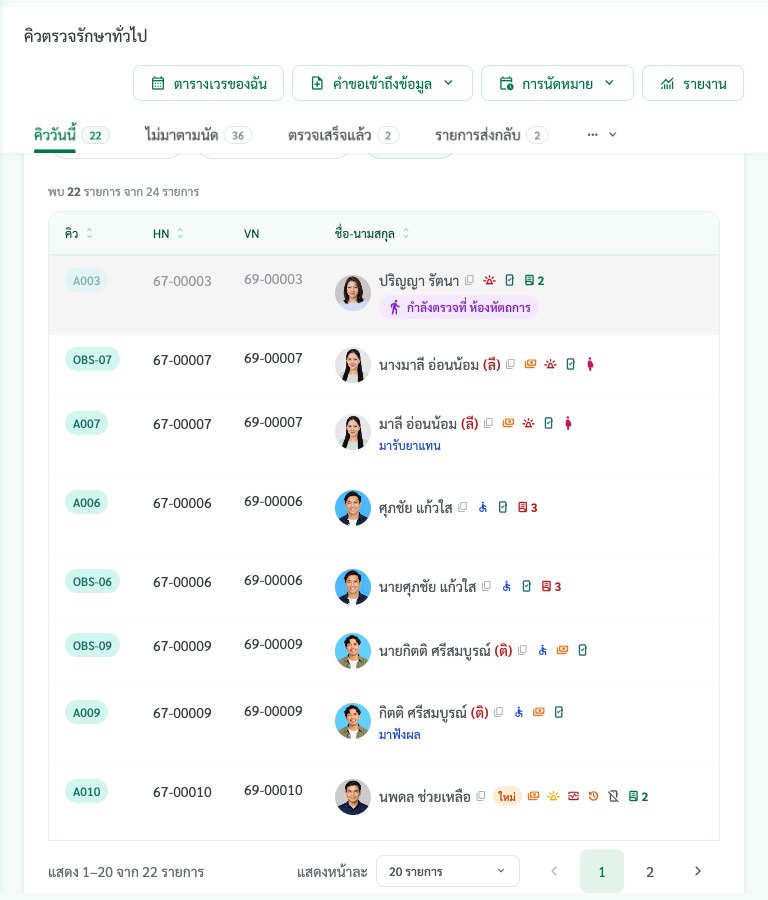 คิวตรวจรักษาทั่วไป
ตารางเวรของฉัน คำขอเข้าถึงข้อมูล การนัดหมาย รายงาน
คิววันนี้ 22 ไม่มาตามนัด 36 ตรวจเสร็จแล้ว 2 รายการส่งกลับ 2 ...
พบ 22 รายการ จาก 24 รายการ
คิว HN VN ชื่อ-นามสกุล
A003 67-00003 69-00003 ปริญญา รัตนา 2
กำลังตรวจที่ ห้องหัตถการ
OBS-07 67-00007 69-00007 นางมาลี อ่อนน้อม (ลี)
A007 67-00007 69-00007 มาลี อ่อนน้อม (ลี)
มารับยาแทน
A006 67-00006 69-00006 ศุภชัย แก้วใส 3
OBS-06 67-00006 69-00006 นายศุภชัย แก้วใส 3
OBS-09 67-00009 69-00009 นายกิตติ ศรีสมบูรณ์ (ติ)
A009 67-00009 69-00009 กิตติ ศรีสมบูรณ์ (ติ)
มาฟังผล
A010 67-00010 69-00010 นพดล ช่วยเหลือ ใหม่ 2
แสดง 1–20 จาก 22 รายการ แสดงหน้าละ 20 รายการ 1 2